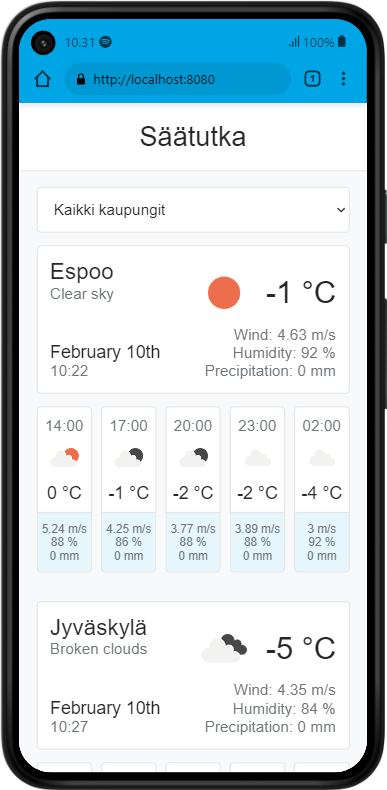 10.31 100%
http://localhost:8080 1
Säätutka
Kaikki kaupungit
Espoo
Clear sky
-1 °C
Wind: 4.63 m/s
February 10th Humidity: 92 %
10:22 Precipitation: 0 mm
14:00 17:00 20:00 23:00 02:00
0 °C -1 °C -2 °C -2 °C -4 °C
5.24 m/s 4.25 m/s 3.77 m/s 3.89 m/s 3 m/s
88 % 86 % 88 % 88 % 92 %
0 mm 0 mm 0 mm 0 mm 0 mm
Jyväskylä
Broken clouds
-5 °C
Wind: 4.35 m/s
February 10th Humidity: 84 %
10:27 Precipitation: 0 mm